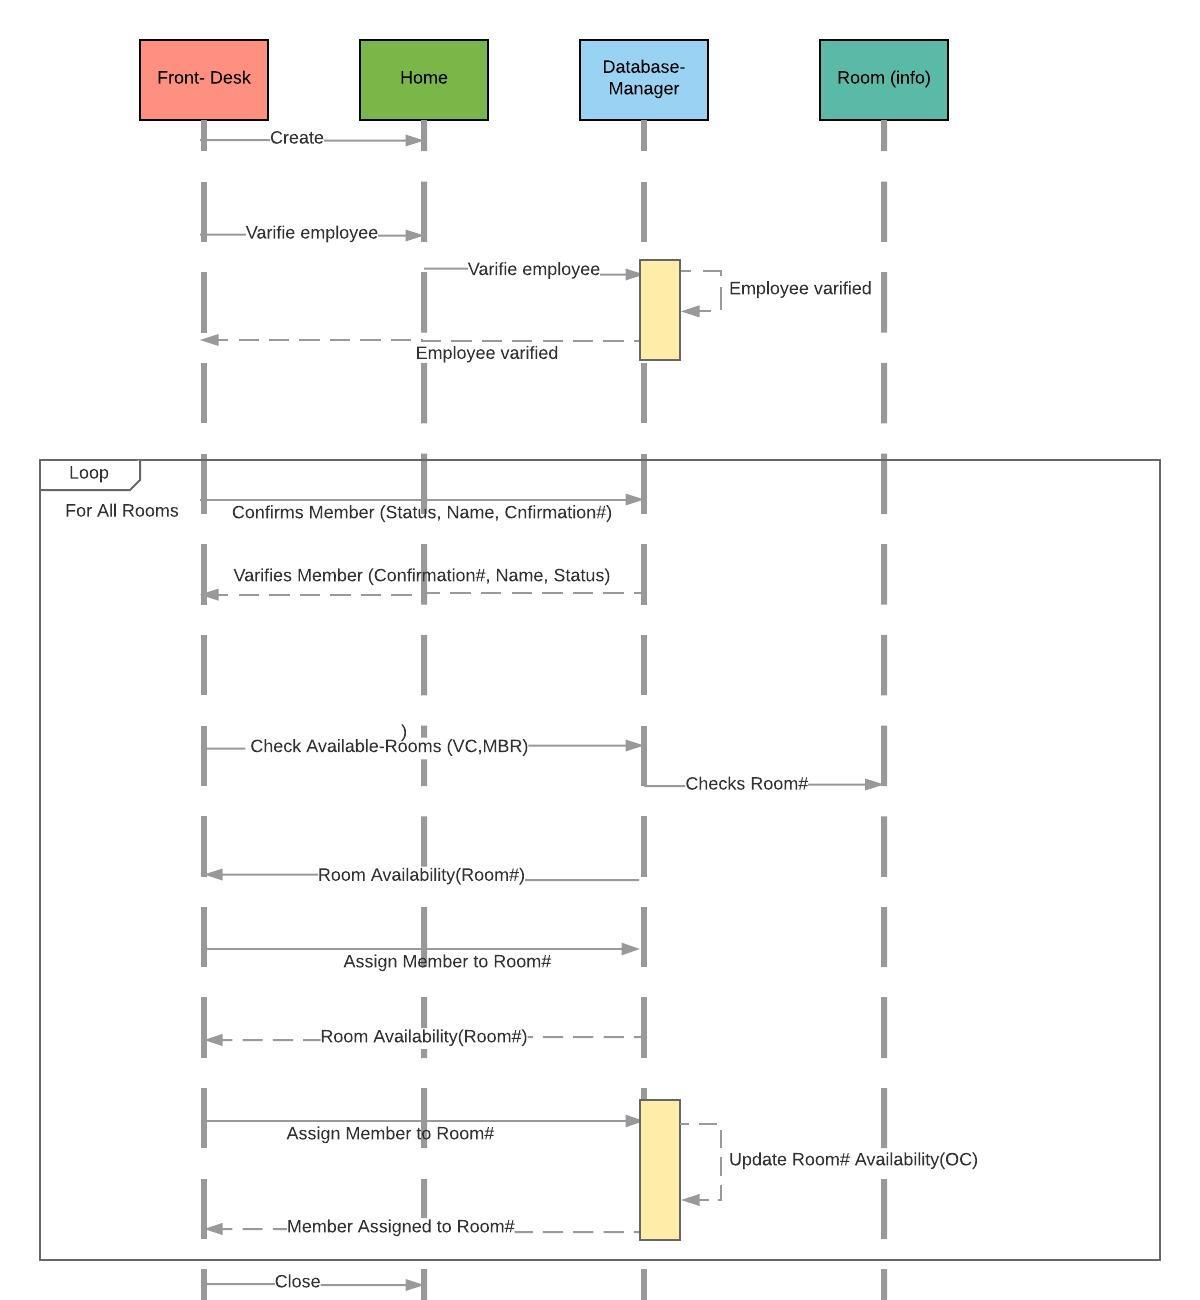 Front- Desk
Home
Database-
Manager
Room (info)
Create
Varifie employee
Varifie employee
Employee varified
Employee varified
Loop
For All Rooms
Confirms Member (Status, Name, Cnfirmation#)
Varifies Member (Confirmation#, Name, Status)
)
Check Available-Rooms (VC,MBR)
Checks Room#
Room Availability(Room#)
Assign Member to Room#
Room Availability(Room#)
Assign Member to Room#
Update Room# Availability(OC)
Member Assigned to Room#
Close